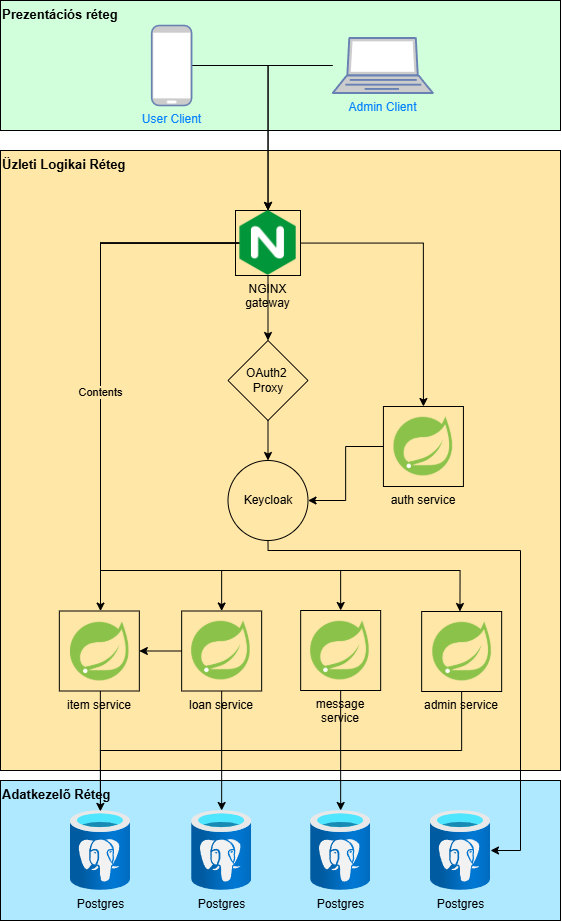 Prezentációs réteg
User Client
Admin Client
Üzleti Logikai Réteg
N
NGINX
gateway
Contents
OAuth2
Proxy
auth service
Keycloak
item service
loan service
message
service
admin service
Adatkezelő Réteg
Postgres
Postgres
Postgres
Postgres